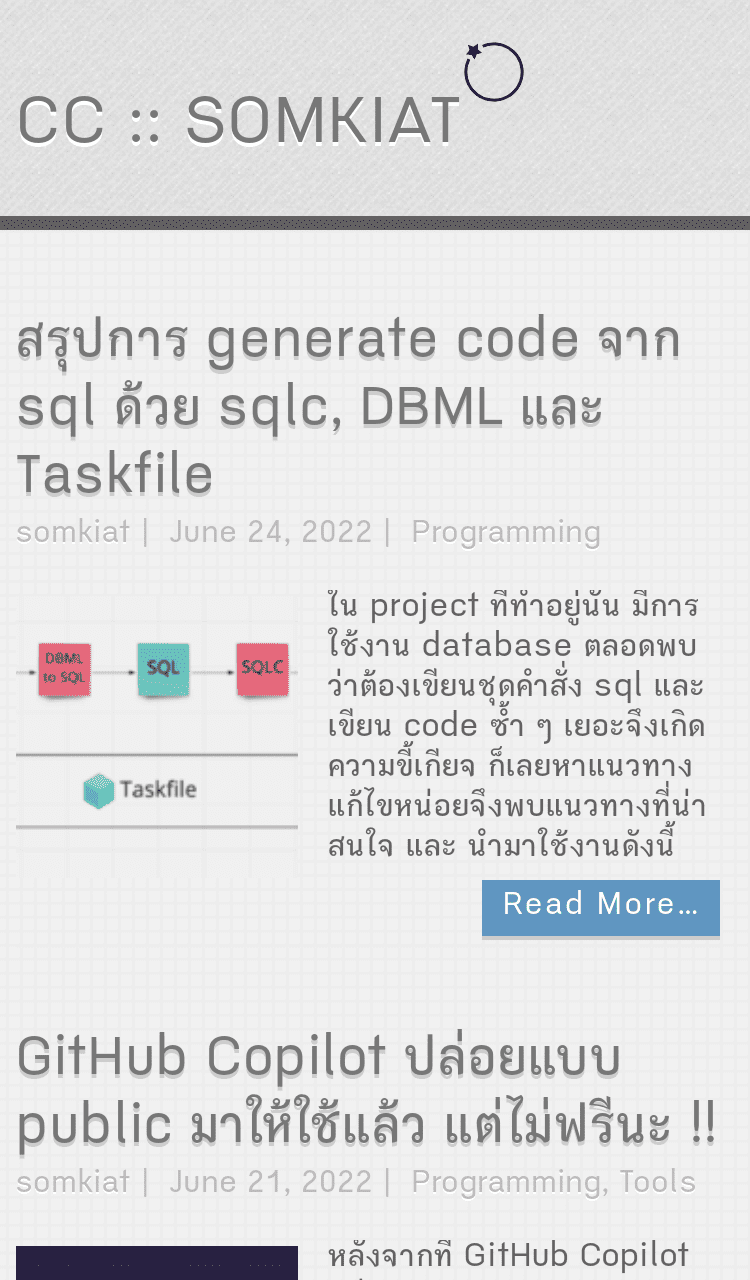 CC :: SOMKIAT
สรุปการ generate code จาก
sql ด้วย sqlc, DBML และ
Taskfile
somkiat | June 24, 2022 | Programming
DBML
to SQL
SQL
SQLC
Taskfile
ใน project ที่ทำอยู่นั้น มีการ
ใช้งาน database ตลอดพบ
ว่าต้องเขียนชุดคำสั่ง sql และ
เขียน code ซ้ำ ๆ เยอะจึงเกิด
ความขี้เกียจ ก็เลยหาแนวทาง
แก้ไขหน่อยจึงพบแนวทางที่น่า
สนใจ และ นำมาใช้งานดังนี้
Read More…
GitHub Copilot ปล่อยแบบ
public มาให้ใช้แล้ว แต่ไม่ฟรีนะ !!
somkiat | June 21, 2022 | Programming, Tools
หลังจากที่ GitHub Copilot